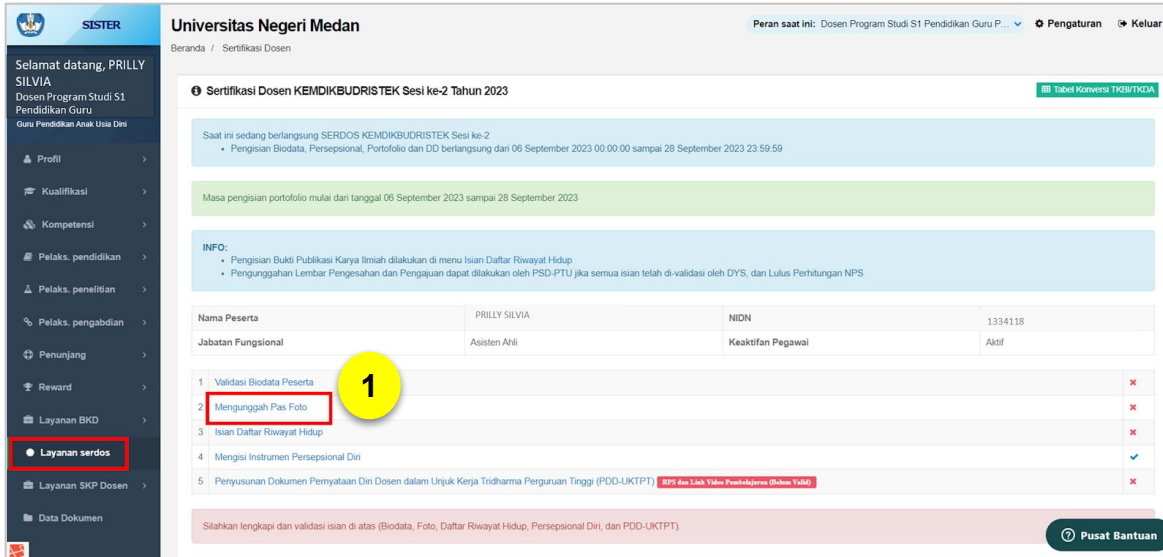 SISTER
Universitas Negeri Medan
Peran saat ini: Dosen Program Studi S1 Pendidikan Guru P... Pengaturan Keluar
Beranda / Sertifikasi Dosen
Selamat datang, PRILLY
SILVIA
Dosen Program Studi S1
Pendidikan Guru
Guru Pendidikan Anak Usia Dini
Profil
Kualifikasi
Kompetensi
Pelaks. pendidikan
Pelaks. penelitian
Pelaks. pengabdian
Penunjang
Reward
Layanan BKD
Layanan serdos
Layanan SKP Dosen
Data Dokumen
Sertifikasi Dosen KEMDIKBUDRISTEK Sesi ke-2 Tahun 2023
Tabel Konversi TKBI/TKDA
Saat ini sedang berlangsung SERDOS KEMDIKBUDRISTEK Sesi ke-2
• Pengisian Biodata, Persepsional, Portofolio dan DD berlangsung dari 06 September 2023 00:00:00 sampai 28 September 2023 23:59:59
Masa pengisian portofolio mulai dari tanggal 06 September 2023 sampai 28 September 2023
INFO:
• Pengisian Bukti Publikasi Karya Ilmiah dilakukan di menu Isian Daftar Riwayat Hidup
• Pengunggahan Lembar Pengesahan dan Pengajuan dapat dilakukan oleh PSD-PTU jika semua isian telah di-validasi oleh DYS, dan Lulus Perhitungan NPS
Nama Peserta PRILLY SILVIA NIDN 1334118
Jabatan Fungsional Asisten Ahli Keaktifan Pegawai Aktif
1 Validasi Biodata Peserta
1
2 Mengunggah Pas Foto
3 Isian Daftar Riwayat Hidup
4 Mengisi Instrumen Persepsional Diri
5 Penyusunan Dokumen Pernyataan Diri Dosen dalam Unjuk Kerja Tridharma Perguruan Tinggi (PDD-UKTPT) KPS dan Link Video Pembelajaran (Belum Valid)
Silahkan lengkapi dan validasi isian di atas (Biodata, Foto, Daftar Riwayat Hidup, Persepsional Diri, dan PDD-UKTPT).
Pusat Bantuan